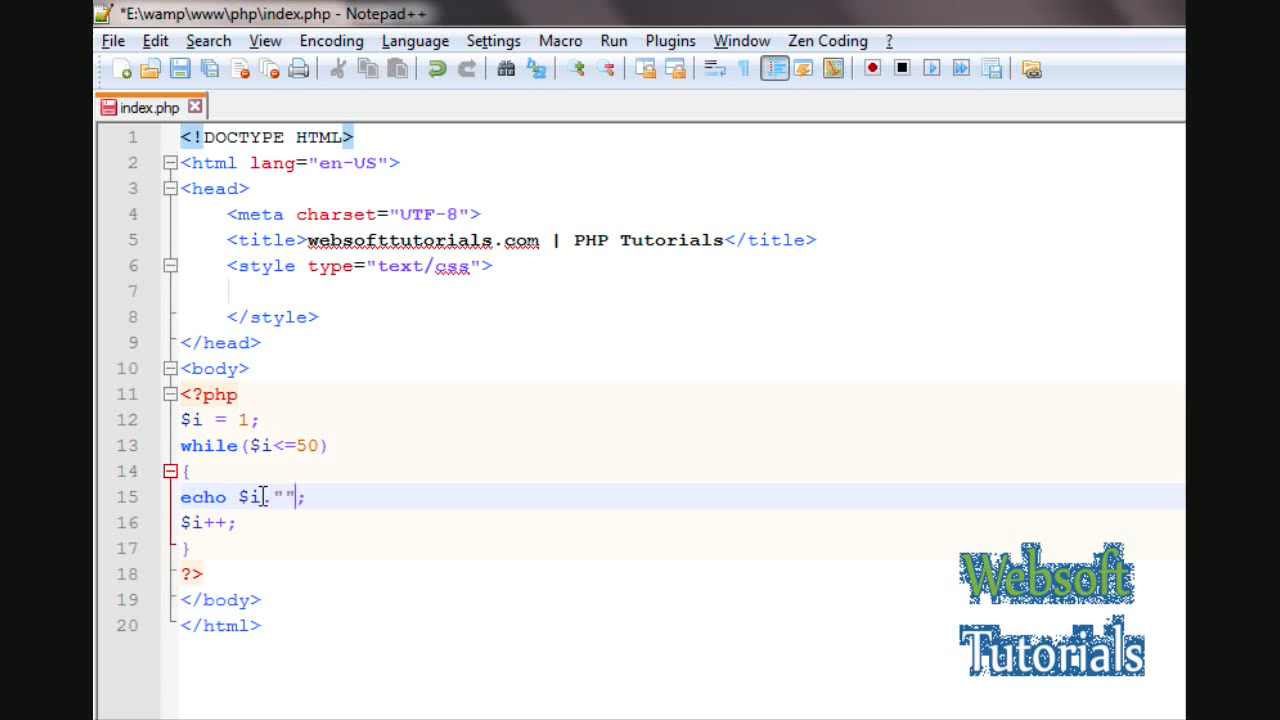 *E:\wamp\www\php\index.php - Notepad++
File Edit Search View Encoding Language Settings Macro Run Plugins Window Zen Coding ?
index.php
1 <!DOCTYPE HTML>
2 <html lang="en-US">
3 <head>
4 <meta charset="UTF-8">
5 <title>websofttutorials.com | PHP Tutorials</title>
6 <style type="text/css">
7
8 </style>
9 </head>
10 <body>
11 <?php
12 $i = 1;
13 while($i<=50)
14 {
15 echo $i."";
16 $i++;
17 }
18 ?>
19 </body>
20 </html>
Websoft
Tutorials